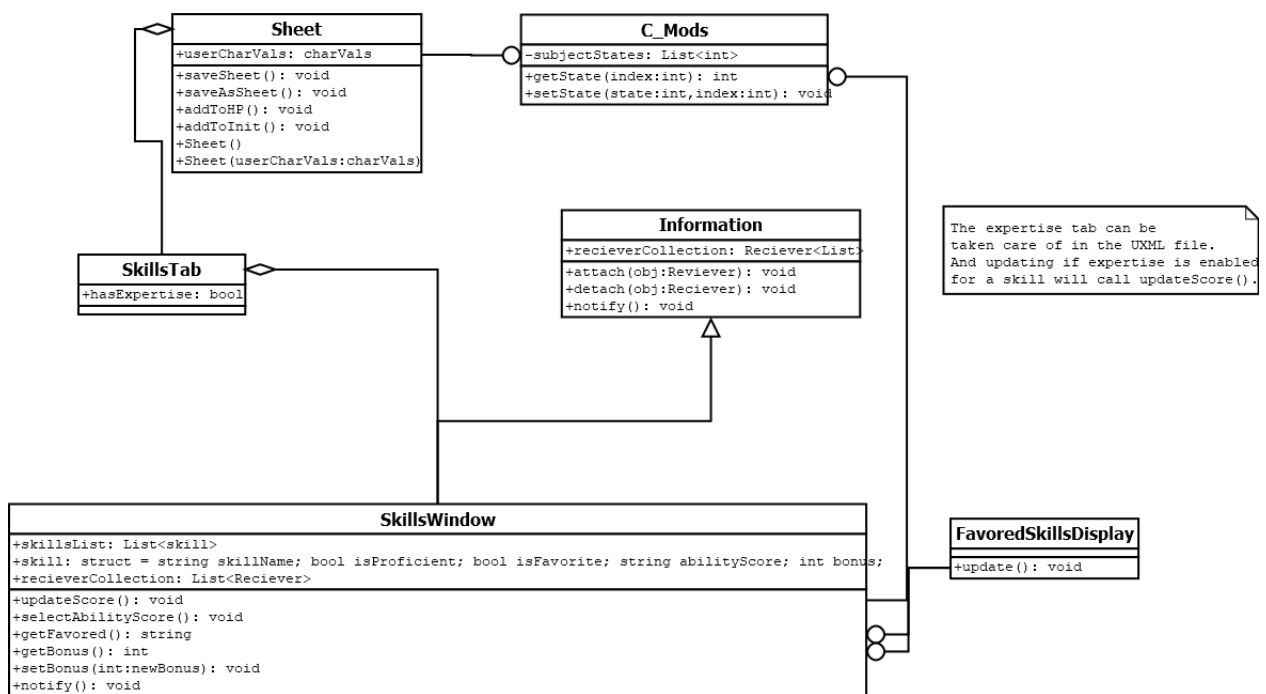 Sheet
+userCharVals: charVals
+saveSheet(): void
+saveAsSheet(): void
+addToHP(): void
+addToInit(): void
+Sheet()
+Sheet(userCharVals:charVals)
C_Mods
-subjectStates: List<int>
+getState(index:int): int
+setState(state:int,index:int): void
Information
+recieverCollection: Reciever<List>
+attach(obj:Reviever): void
+detach(obj:Reciever): void
+notify(): void
The expertise tab can be
taken care of in the UXML file.
And updating if expertise is enabled
for a skill will call updateScore().
SkillsTab
+hasExpertise: bool
SkillsWindow
+skillsList: List<skill>
+skill: struct = string skillName; bool isProficient; bool isFavorite; string abilityScore; int bonus;
+recieverCollection: List<Reciever>
+updateScore(): void
+selectAbilityScore(): void
+getFavored(): string
+getBonus(): int
+setBonus(int:newBonus): void
+notify(): void
FavoredSkillsDisplay
+update(): void